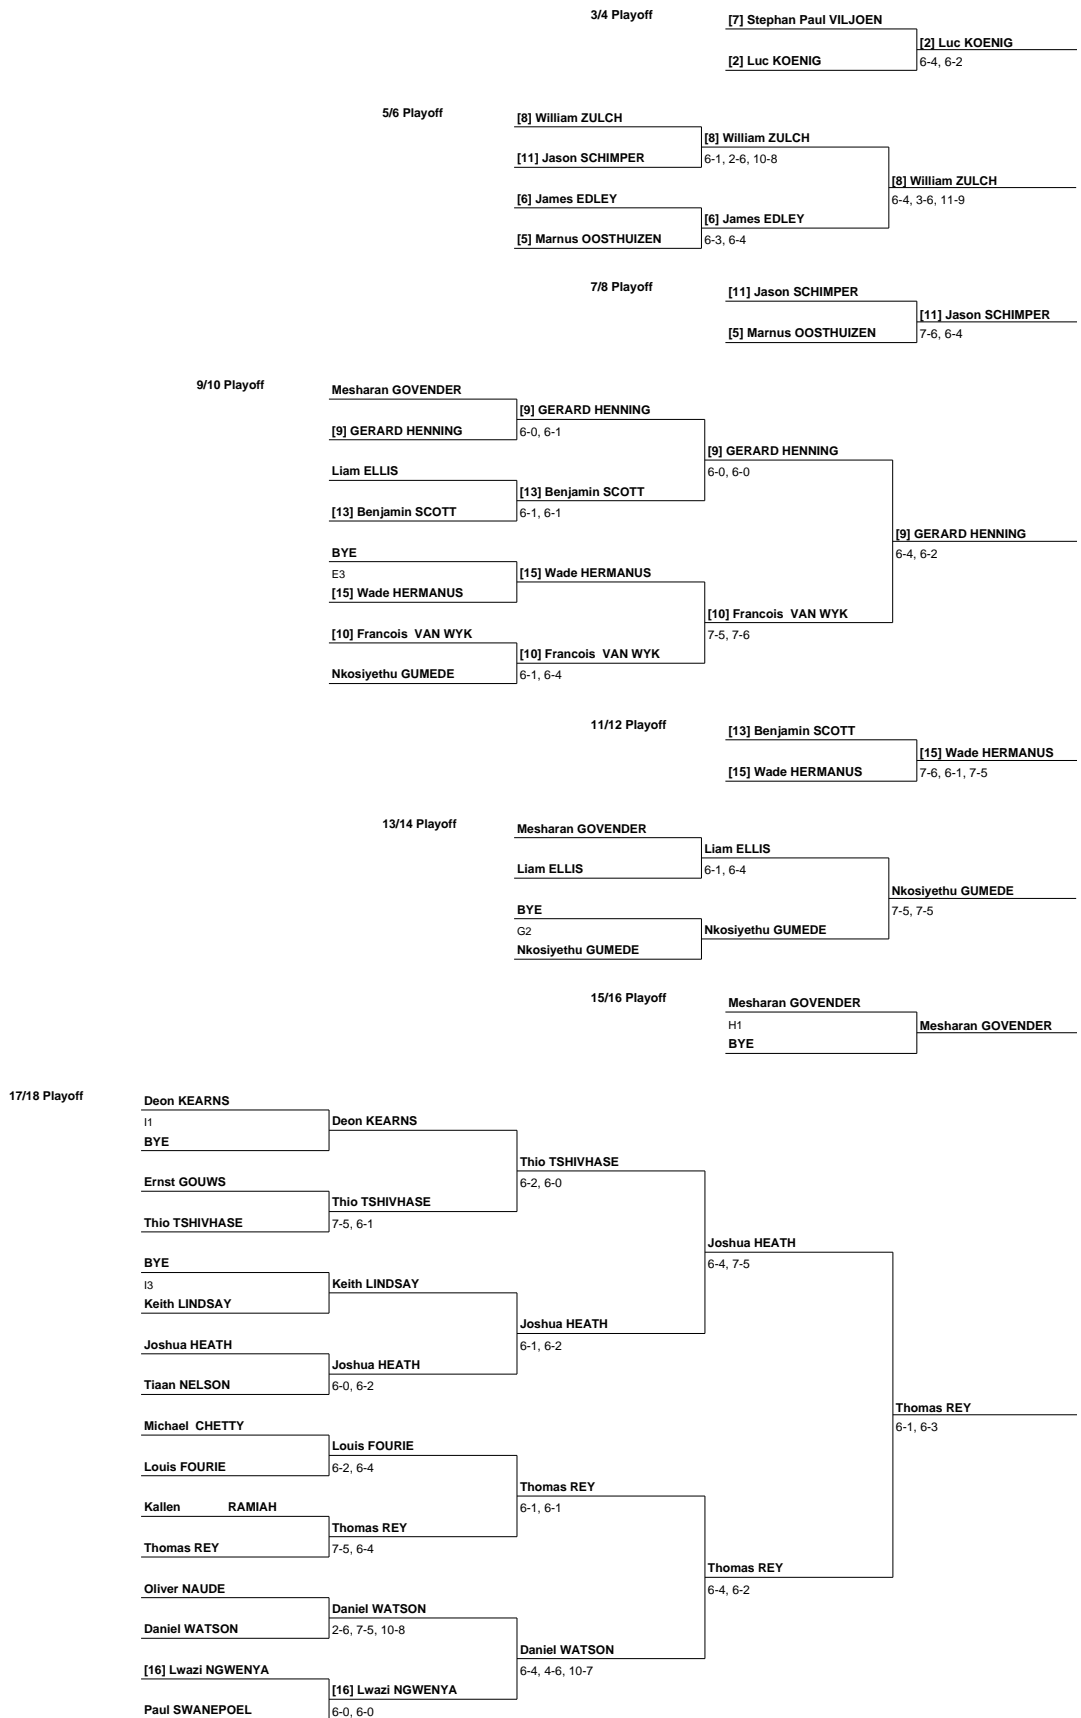 3/4 Playoff
[7] Stephan Paul VILJOEN
[2] Luc KOENIG
[2] Luc KOENIG
6-4, 6-2
5/6 Playoff
[8] William ZULCH
[8] William ZULCH
[11] Jason SCHIMPER
6-1, 2-6, 10-8
[8] William ZULCH
[6] James EDLEY
6-4, 3-6, 11-9
[6] James EDLEY
[5] Marnus OOSTHUIZEN
6-3, 6-4
7/8 Playoff
[11] Jason SCHIMPER
[11] Jason SCHIMPER
[5] Marnus OOSTHUIZEN
7-6, 6-4
9/10 Playoff
Mesharan GOVENDER
[9] GERARD HENNING
[9] GERARD HENNING
6-0, 6-1
[9] GERARD HENNING
Liam ELLIS
6-0, 6-0
[13] Benjamin SCOTT
[13] Benjamin SCOTT
6-1, 6-1
[9] GERARD HENNING
BYE
6-4, 6-2
E3
[15] Wade HERMANUS
[15] Wade HERMANUS
[10] Francois VAN WYK
[10] Francois VAN WYK
7-5, 7-6
[10] Francois VAN WYK
Nkosiyethu GUMEDE
6-1, 6-4
11/12 Playoff
[13] Benjamin SCOTT
[15] Wade HERMANUS
[15] Wade HERMANUS
7-6, 6-1, 7-5
13/14 Playoff
Mesharan GOVENDER
Liam ELLIS
Liam ELLIS
6-1, 6-4
Nkosiyethu GUMEDE
BYE
7-5, 7-5
G2
Nkosiyethu GUMEDE
Nkosiyethu GUMEDE
15/16 Playoff
Mesharan GOVENDER
H1
Mesharan GOVENDER
BYE
17/18 Playoff
Deon KEARNS
I1
Deon KEARNS
BYE
Thio TSHIVHASE
Ernst GOUWS
6-2, 6-0
Thio TSHIVHASE
Thio TSHIVHASE
7-5, 6-1
Joshua HEATH
BYE
6-4, 7-5
I3
Keith LINDSAY
Keith LINDSAY
Joshua HEATH
Joshua HEATH
6-1, 6-2
Joshua HEATH
Tiaan NELSON
6-0, 6-2
Thomas REY
Michael CHETTY
6-1, 6-3
Louis FOURIE
Louis FOURIE
6-2, 6-4
Thomas REY
Kallen RAMIAH
6-1, 6-1
Thomas REY
Thomas REY
7-5, 6-4
Thomas REY
Oliver NAUDE
6-4, 6-2
Daniel WATSON
Daniel WATSON
2-6, 7-5, 10-8
Daniel WATSON
[16] Lwazi NGWENYA
6-4, 4-6, 10-7
[16] Lwazi NGWENYA
Paul SWANEPOEL
6-0, 6-0